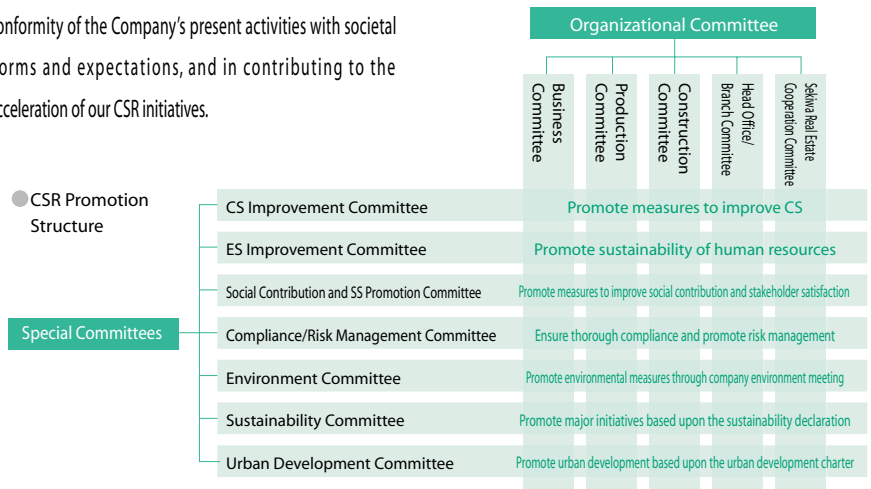 onformity of the Company's present activities with societal
orms and expectations, and in contributing to the
cceleration of our CSR initiatives.
Organizational Committee
Business
Committee
Production
Committee
Construction
Committee
Head Office/
Branch Committee
Sekiwa Real Estate
Cooperation Committee
CSR Promotion
Structure
Special Committees
CS Improvement Committee
Promote measures to improve CS
ES Improvement Committee
Promote sustainability of human resources
Social Contribution and SS Promotion Committee
Promote measures to improve social contribution and stakeholder satisfaction
Compliance/Risk Management Committee
Ensure thorough compliance and promote risk management
Environment Committee
Promote environmental measures through company environment meeting
Sustainability Committee
Promote major initiatives based upon the sustainability declaration
Urban Development Committee
Promote urban development based upon the urban development charter